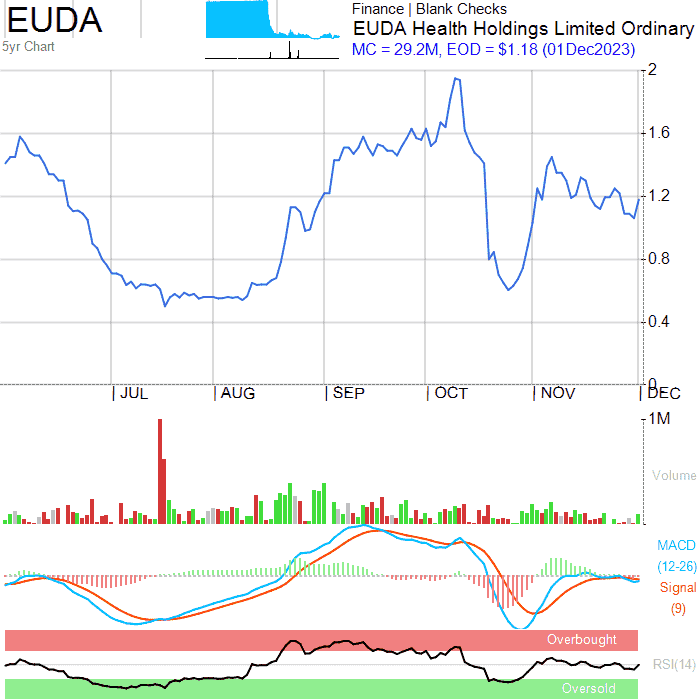 EUDA
5yr Chart
Finance | Blank Checks
EUDA Health Holdings Limited Ordinary
MC = 29.2M, EOD = $1.18 (01Dec2023)
2
1.6
1.2
0.8
0.4
0
JUL
AUG
SEP
OCT
NOV
DEC
1M
Volume
MACD
(12-26)
Signal
(9)
Overbought
RSI(14)
Oversold